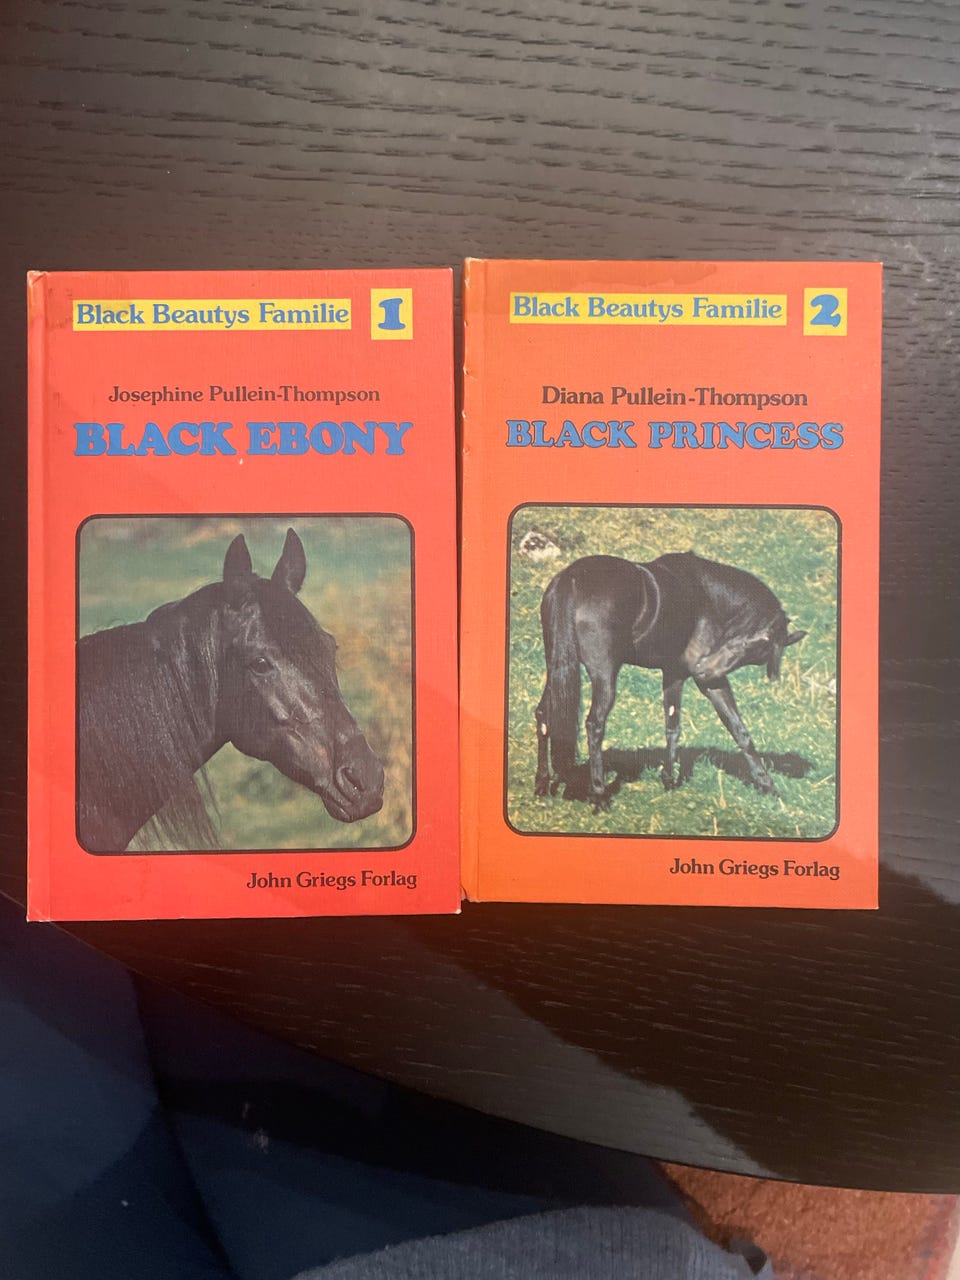 Black Beautys Familie 1
Josephine Pullein-Thompson
BLACK EBONY
John Griegs Forlag
Black Beautys Familie 2
Diana Pullein-Thompson
BLACK PRINCESS
John Griegs Forlag